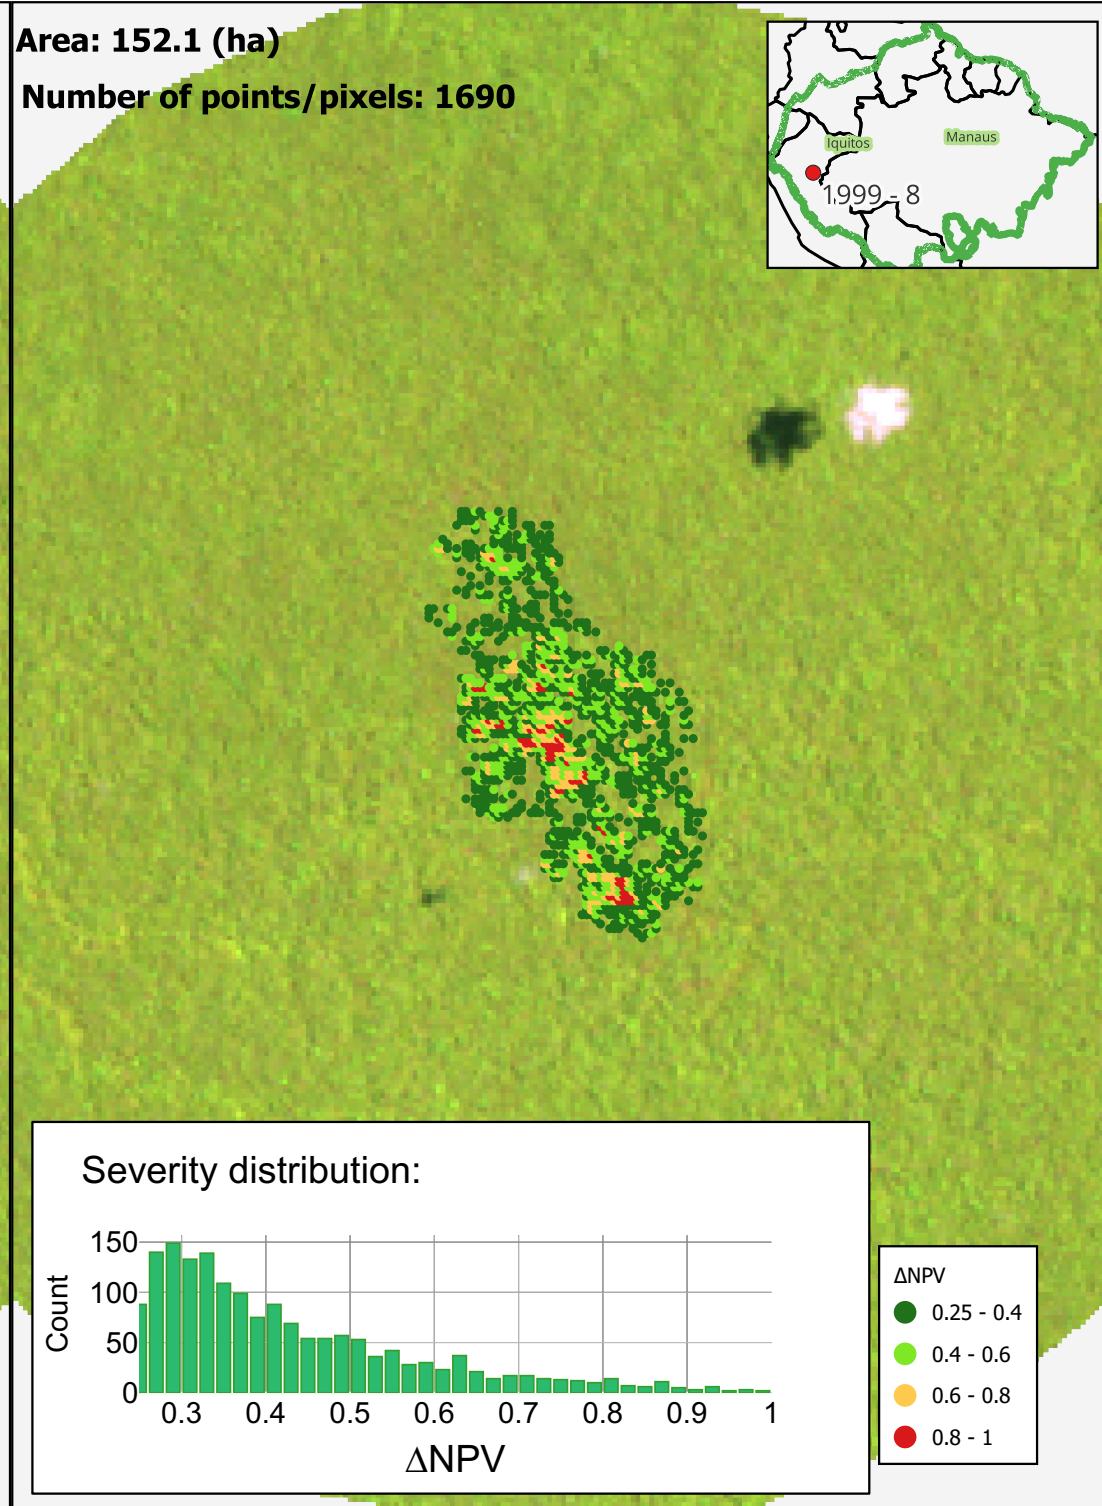 Area: 152.1 (ha)
Number of points/pixels: 1690
Iquitos
Manaus
1999 - 8
Severity distribution:
Count
150
100
50
0
0.3 0.4 0.5 0.6 0.7 0.8 0.9 1
ΔNPV
ΔNPV
0.25 - 0.4
0.4 - 0.6
0.6 - 0.8
0.8 - 1